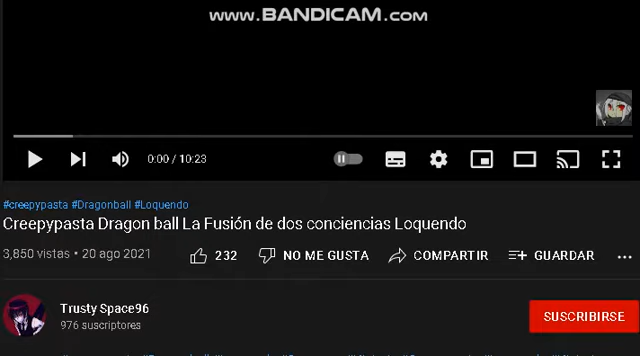 www.BANDICAM.com
0:00 / 10:23
#creepypasta #Dragonball #Loquendo
Creepypasta Dragon ball La Fusión de dos conciencias Loquendo
3,850 vistas • 20 ago 2021 232 NO ME GUSTA COMPARTIR GUARDAR ...
Trusty Space96
976 suscriptores
SUSCRIBIRSE